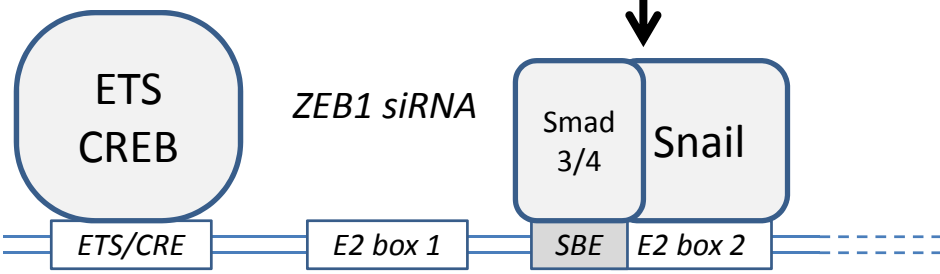 ETS
CREB
ZEB1 siRNA
Smad
3/4
Snail
ETS/CRE
E2 box 1
SBE
E2 box 2